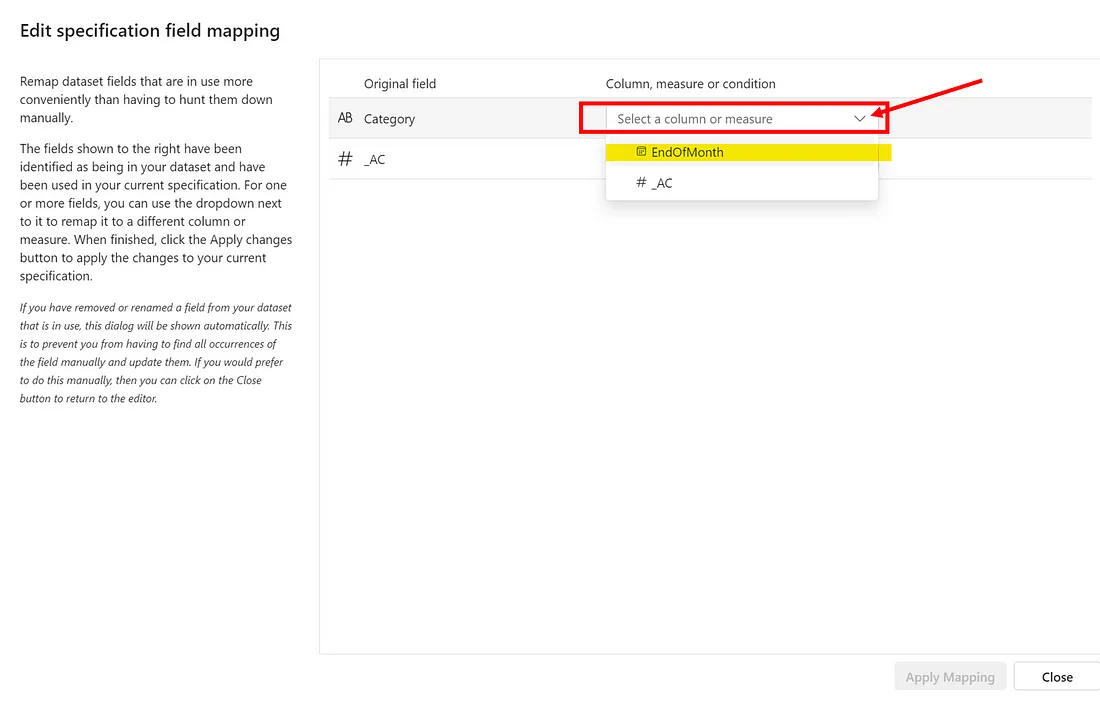 Edit specification field mapping
Remap dataset fields that are in use more
conveniently than having to hunt them down
manually.
The fields shown to the right have been
identified as being in your dataset and have
been used in your current specification. For one
or more fields, you can use the dropdown next
to it to remap it to a different column or
measure. When finished, click the Apply changes
button to apply the changes to your current
specification.
If you have removed or renamed a field from your dataset
that is in use, this dialog will be shown automatically. This
is to prevent you from having to find all occurrences of
the field manually and update them. If you would prefer
to do this manually, then you can click on the Close
button to return to the editor.
Original field Column, measure or condition
AB Category Select a column or measure
# _AC
EndOfMonth
# _AC
Apply Mapping Close